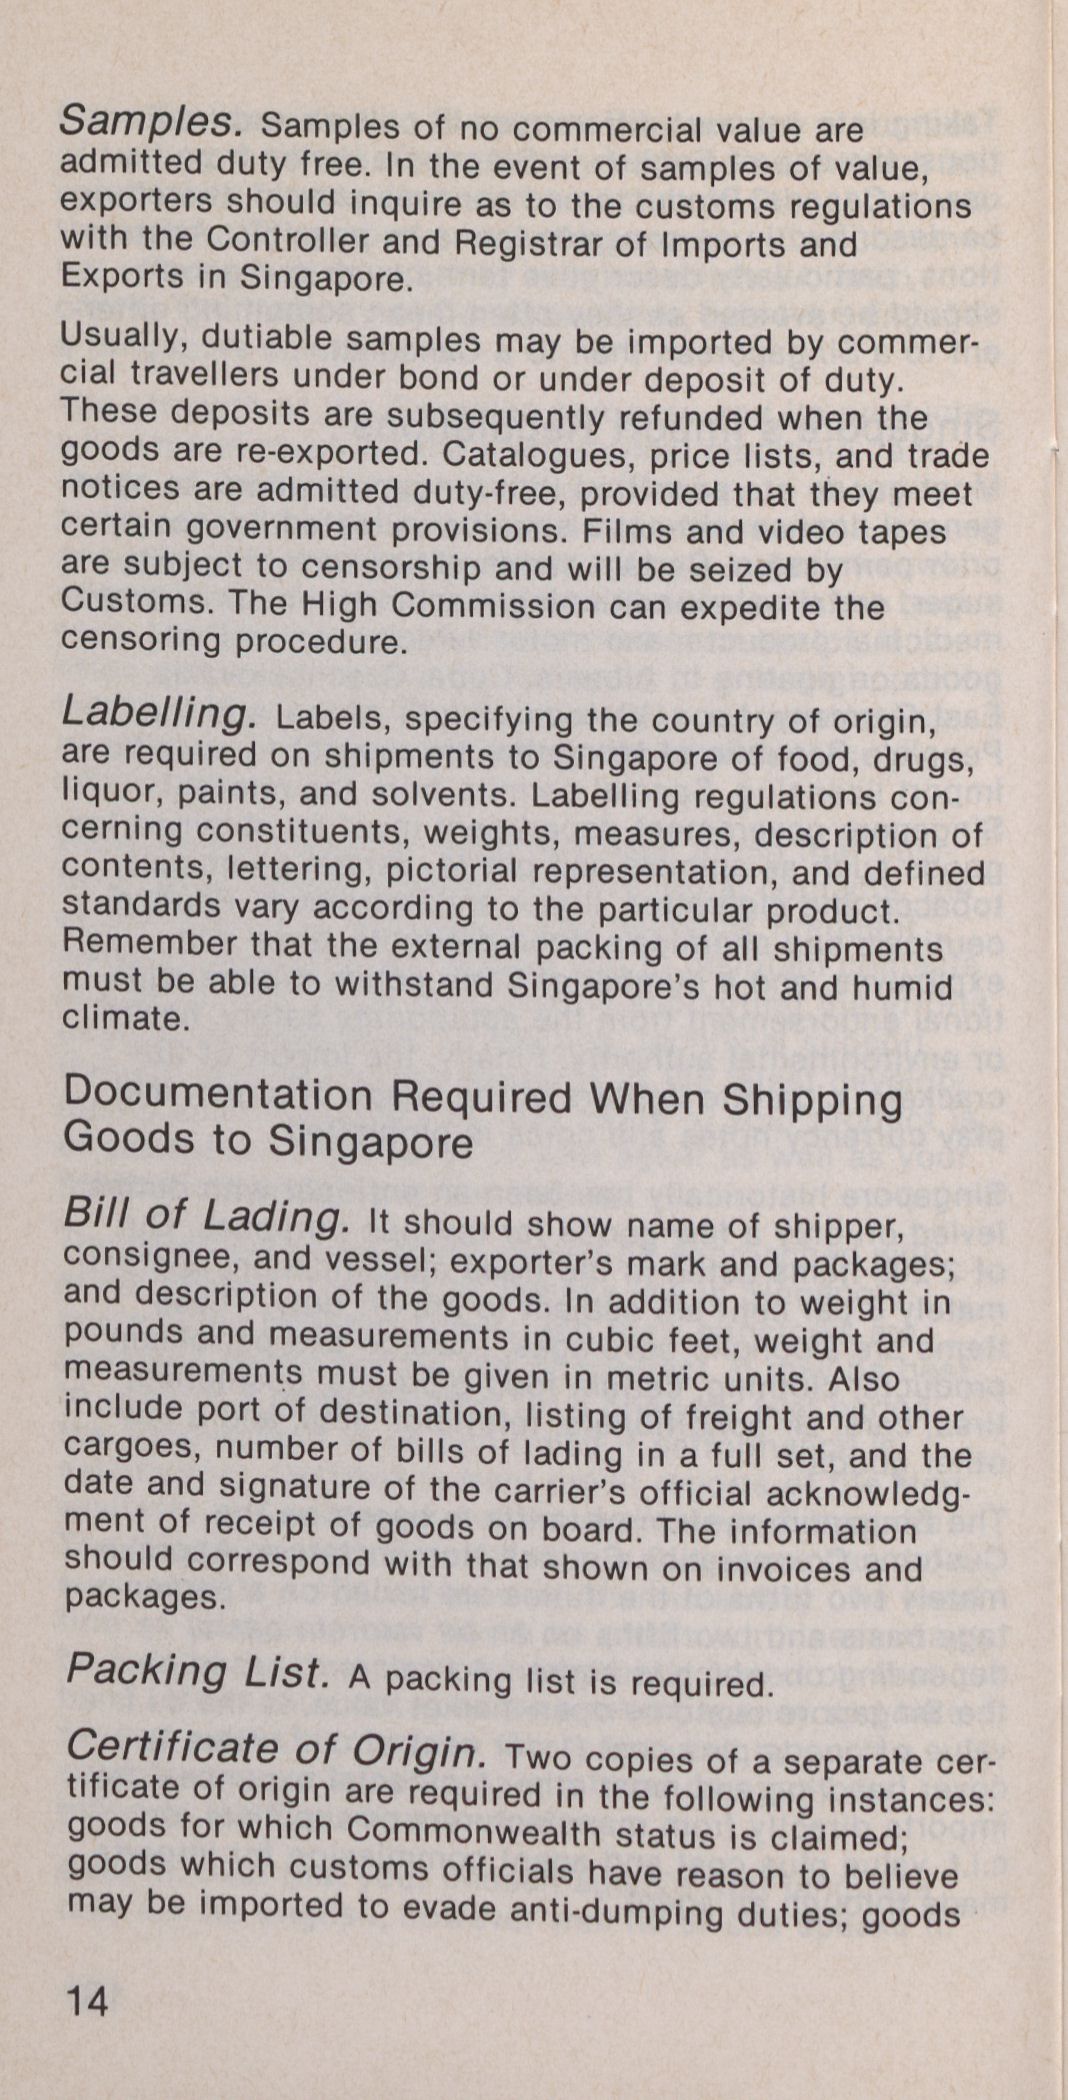 Samples. Samples of no commercial value are
admitted duty free. In the event of samples of value,
exporters should inquire as to the customs regulations
with the Controller and Registrar of Imports and
Exports in Singapore.
Usually, dutiable samples may be imported by commer-
cial travellers under bond or under deposit of duty.
These deposits are subsequently refunded when the
goods are re-exported. Catalogues, price lists, and trade
notices are admitted duty-free, provided that they meet
certain government provisions. Films and video tapes
are subject to censorship and will be seized by
Customs. The High Commission can expedite the
censoring procedure.
Labelling. Labels, specifying the country of origin,
are required on shipments to Singapore of food, drugs,
liquor, paints, and solvents. Labelling regulations con-
cerning constituents, weights, measures, description of
contents, lettering, pictorial representation, and defined
standards vary according to the particular product.
Remember that the external packing of all shipments
must be able to withstand Singapore's hot and humid
climate.
Documentation Required When Shipping
Goods to Singapore
Bill of Lading. It should show name of shipper,
consignee, and vessel; exporter's mark and packages;
and description of the goods. In addition to weight in
pounds and measurements in cubic feet, weight and
measurements must be given in metric units. Also
include port of destination, listing of freight and other
cargoes, number of bills of lading in a full set, and the
date and signature of the carrier's official acknowledg-
ment of receipt of goods on board. The information
should correspond with that shown on invoices and
packages.
Packing List. A packing list is required.
Certificate of Origin. Two copies of a separate cer-
tificate of origin are required in the following instances:
goods for which Commonwealth status is claimed;
goods which customs officials have reason to believe
may be imported to evade anti-dumping duties; goods
14